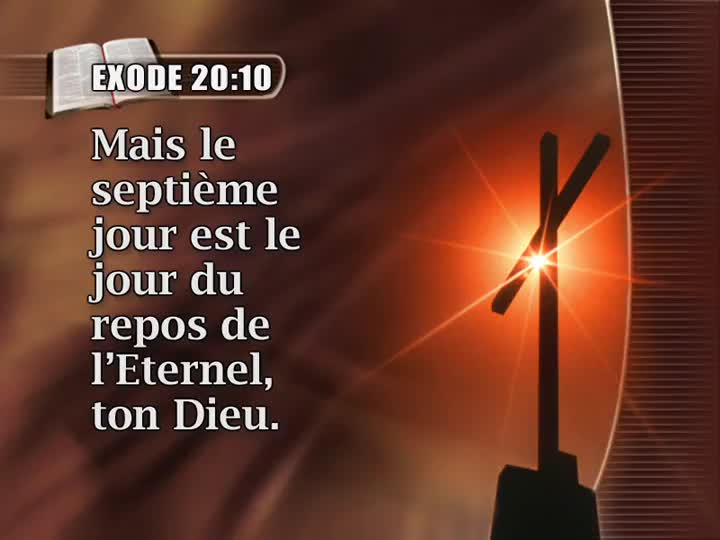 EXODE 20:10
Mais le
septième
jour est le
jour du
repos de
l’Eternel,
ton Dieu.